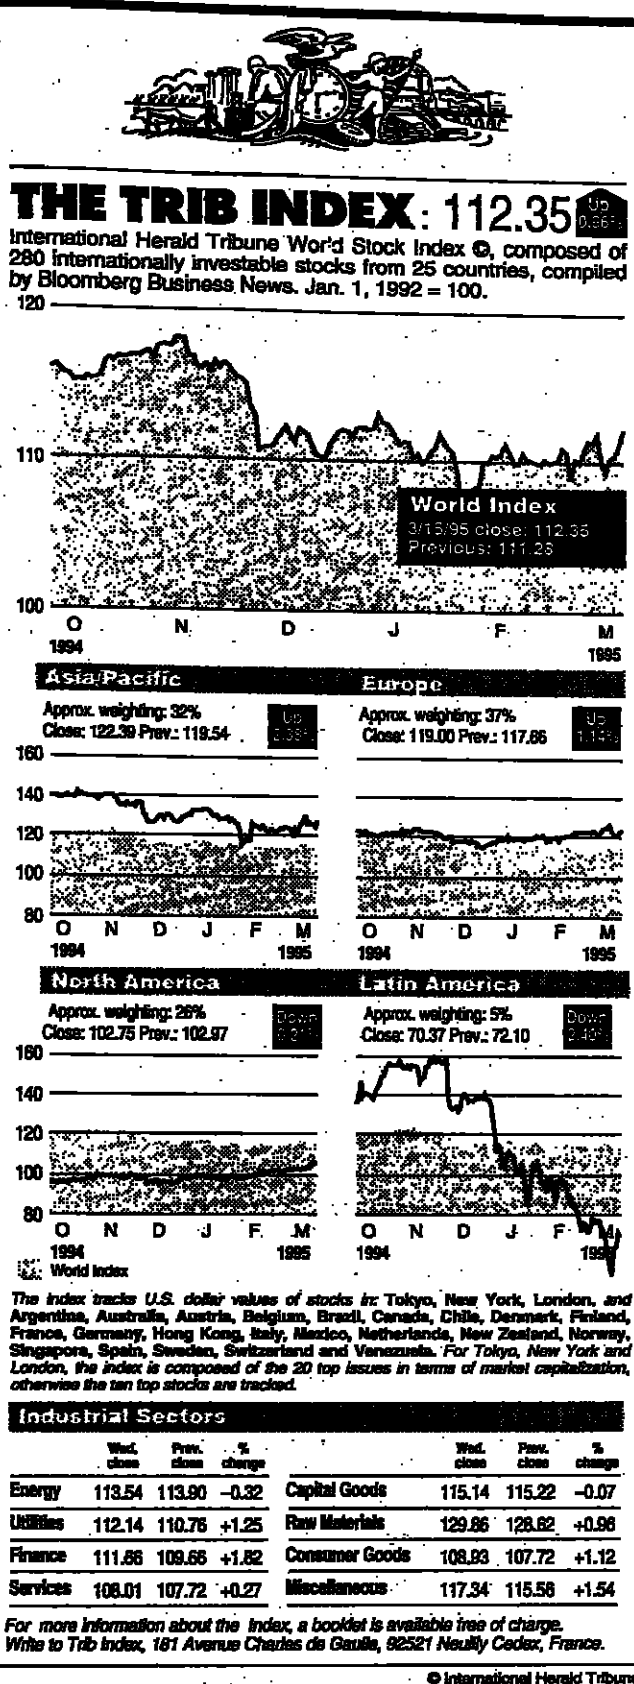 THE TRIB INDEX: 112.35
Up
International Herald Tribune World Stock Index ©, composed of
280 internationally investable stocks from 25 countries, compiled
by Bloomberg Business News. Jan. 1, 1992 = 100.
120
110
World Index
3/15/95 close: 112.35
Previous: 111.28
100
O N D J F M
1994 1995
Asia/Pacific
Approx. weighting: 32%
Close: 122.39 Prev.: 119.54
Up
160
140
120
100
80
O N D J F M
1994 1995
Europe
Approx. weighting: 37%
Close: 119.00 Prev.: 117.66
Up
O N D J F M
1994 1995
North America
Approx. weighting: 26%
Close: 102.75 Prev.: 102.97
Down
160
140
120
100
80
O N D J F M
1994 1995
World Index
Latin America
Approx. weighting: 5%
Close: 70.37 Prev.: 72.10
Down
O N D J F M
1994
The index tracks U.S. dollar values of stocks in: Tokyo, New York, London, and
Argentina, Australia, Austria, Belgium, Brazil, Canada, Chile, Denmark, Finland,
France, Germany, Hong Kong, Italy, Mexico, Netherlands, New Zealand, Norway,
Singapore, Spain, Sweden, Switzerland and Venezuela. For Tokyo, New York and
London, the index is composed of the 20 top issues in terms of market capitalization,
otherwise the ten top stocks are tracked.
Industrial Sectors
Wed. close Prev. close % change Wed. close Prev. close % change
Energy 113.54 113.90 –0.32 Capital Goods 115.14 115.22 –0.07
Utilities 112.14 110.76 +1.25 Raw Materials 129.86 128.62 +0.96
Finance 111.66 109.66 +1.82 Consumer Goods 108.93 107.72 +1.12
Services 108.01 107.72 +0.27 Miscellaneous 117.34 115.56 +1.54
For more information about the Index, a booklet is available free of charge.
Write to Trib Index, 181 Avenue Charles de Gaulle, 92521 Neuilly Cedex, France.
© International Herald Tribune